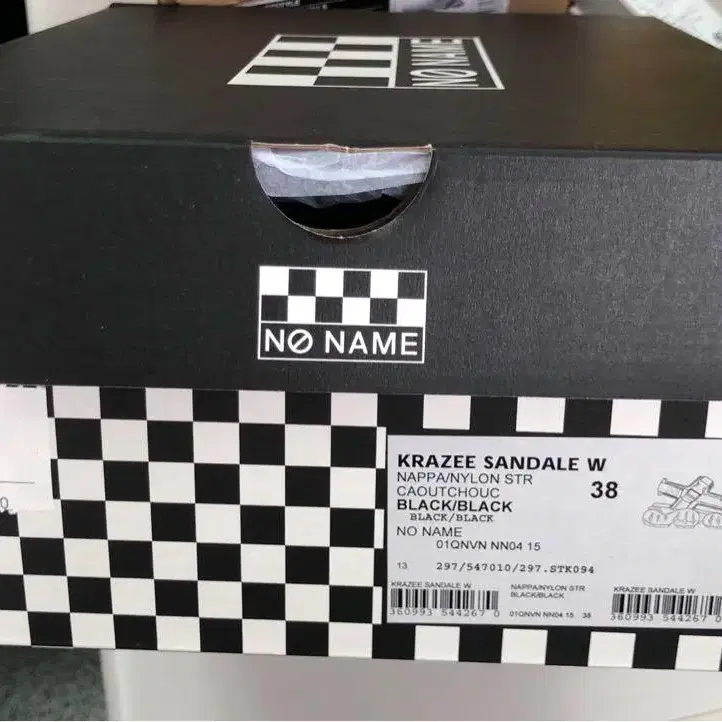 NO NAME
NO NAME
KRAZEE SANDALE W
NAPPA/NYLON STR
38
CAOUTCHOUC
BLACK/BLACK
BLACK/BLACK
NO NAME
01QNVN NN04 15
13 297/547010/297.STK094
KRAZEE SANDALE W
NAPPA/NYLON STR
BLACK/BLACK
KRAZEE SANDALE W
360993 544267 0
01QNVN NN04 15 38
360993 544267 0
0